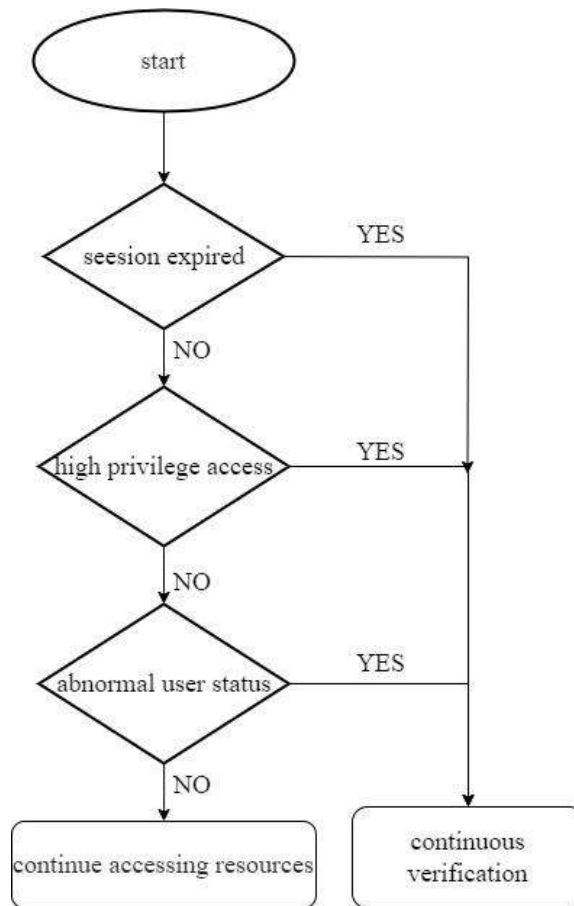 start
seesion expired
YES
NO
high privilege access
YES
NO
abnormal user status
YES
NO
continue accessing resources
continuous
verification